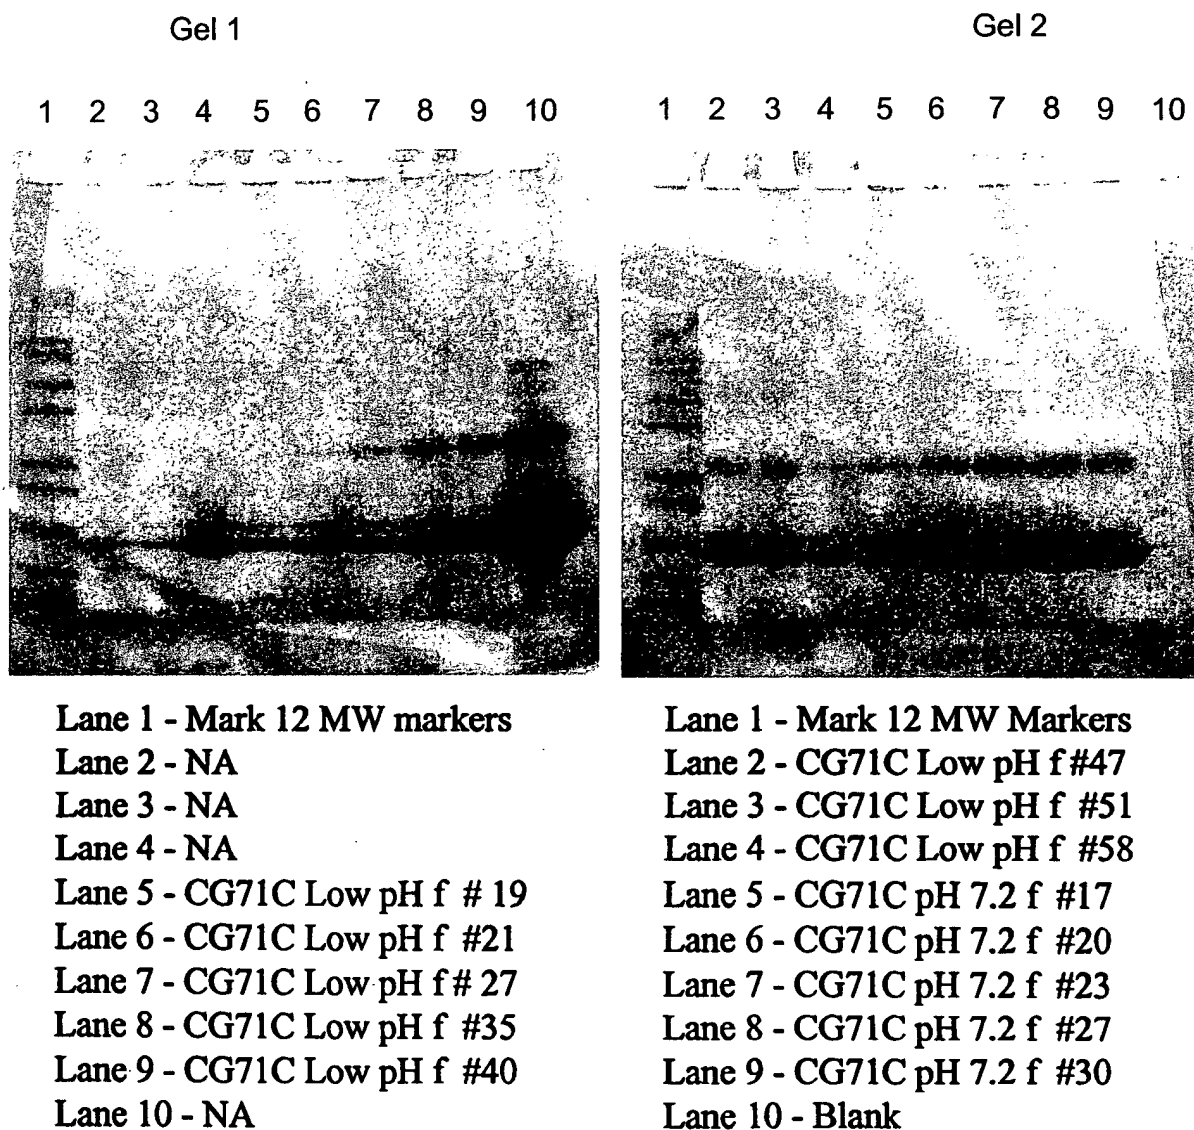 Gel 1
1 2 3 4 5 6 7 8 9 10
Lane 1 - Mark 12 MW markers
Lane 2 - NA
Lane 3 - NA
Lane 4 - NA
Lane 5 - CG71C Low pH f # 19
Lane 6 - CG71C Low pH f #21
Lane 7 - CG71C Low pH f # 27
Lane 8 - CG71C Low pH f #35
Lane 9 - CG71C Low pH f #40
Lane 10 - NA
Gel 2
1 2 3 4 5 6 7 8 9 10
Lane 1 - Mark 12 MW Markers
Lane 2 - CG71C Low pH f #47
Lane 3 - CG71C Low pH f #51
Lane 4 - CG71C Low pH f #58
Lane 5 - CG71C pH 7.2 f #17
Lane 6 - CG71C pH 7.2 f #20
Lane 7 - CG71C pH 7.2 f #23
Lane 8 - CG71C pH 7.2 f #27
Lane 9 - CG71C pH 7.2 f #30
Lane 10 - Blank